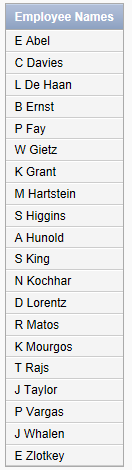 Employee Names
E Abel
C Davies
L De Haan
B Ernst
P Fay
W Gietz
K Grant
M Hartstein
S Higgins
A Hunold
S King
N Kochhar
D Lorentz
R Matos
K Mourgos
T Rajs
J Taylor
P Vargas
J Whalen
E Zlotkey